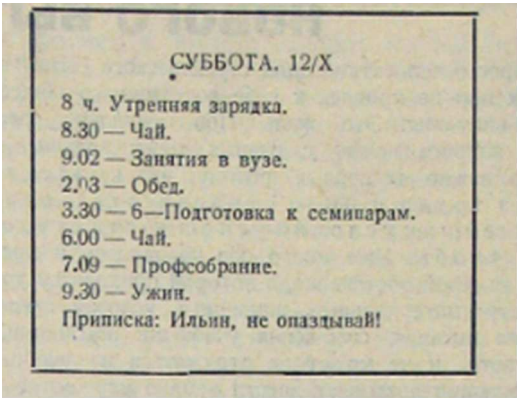 СУББОТА. 12/X
8 ч. Утренняя зарядка.
8.30 — Чай.
9.02 — Занятия в вузе.
2.03 — Обед.
3.30 — 6 — Подготовка к семинарам.
6.00 — Чай.
7.09 — Профсобрание.
9.30 — Ужин.
Приписка: Ильин, не опаздывай!